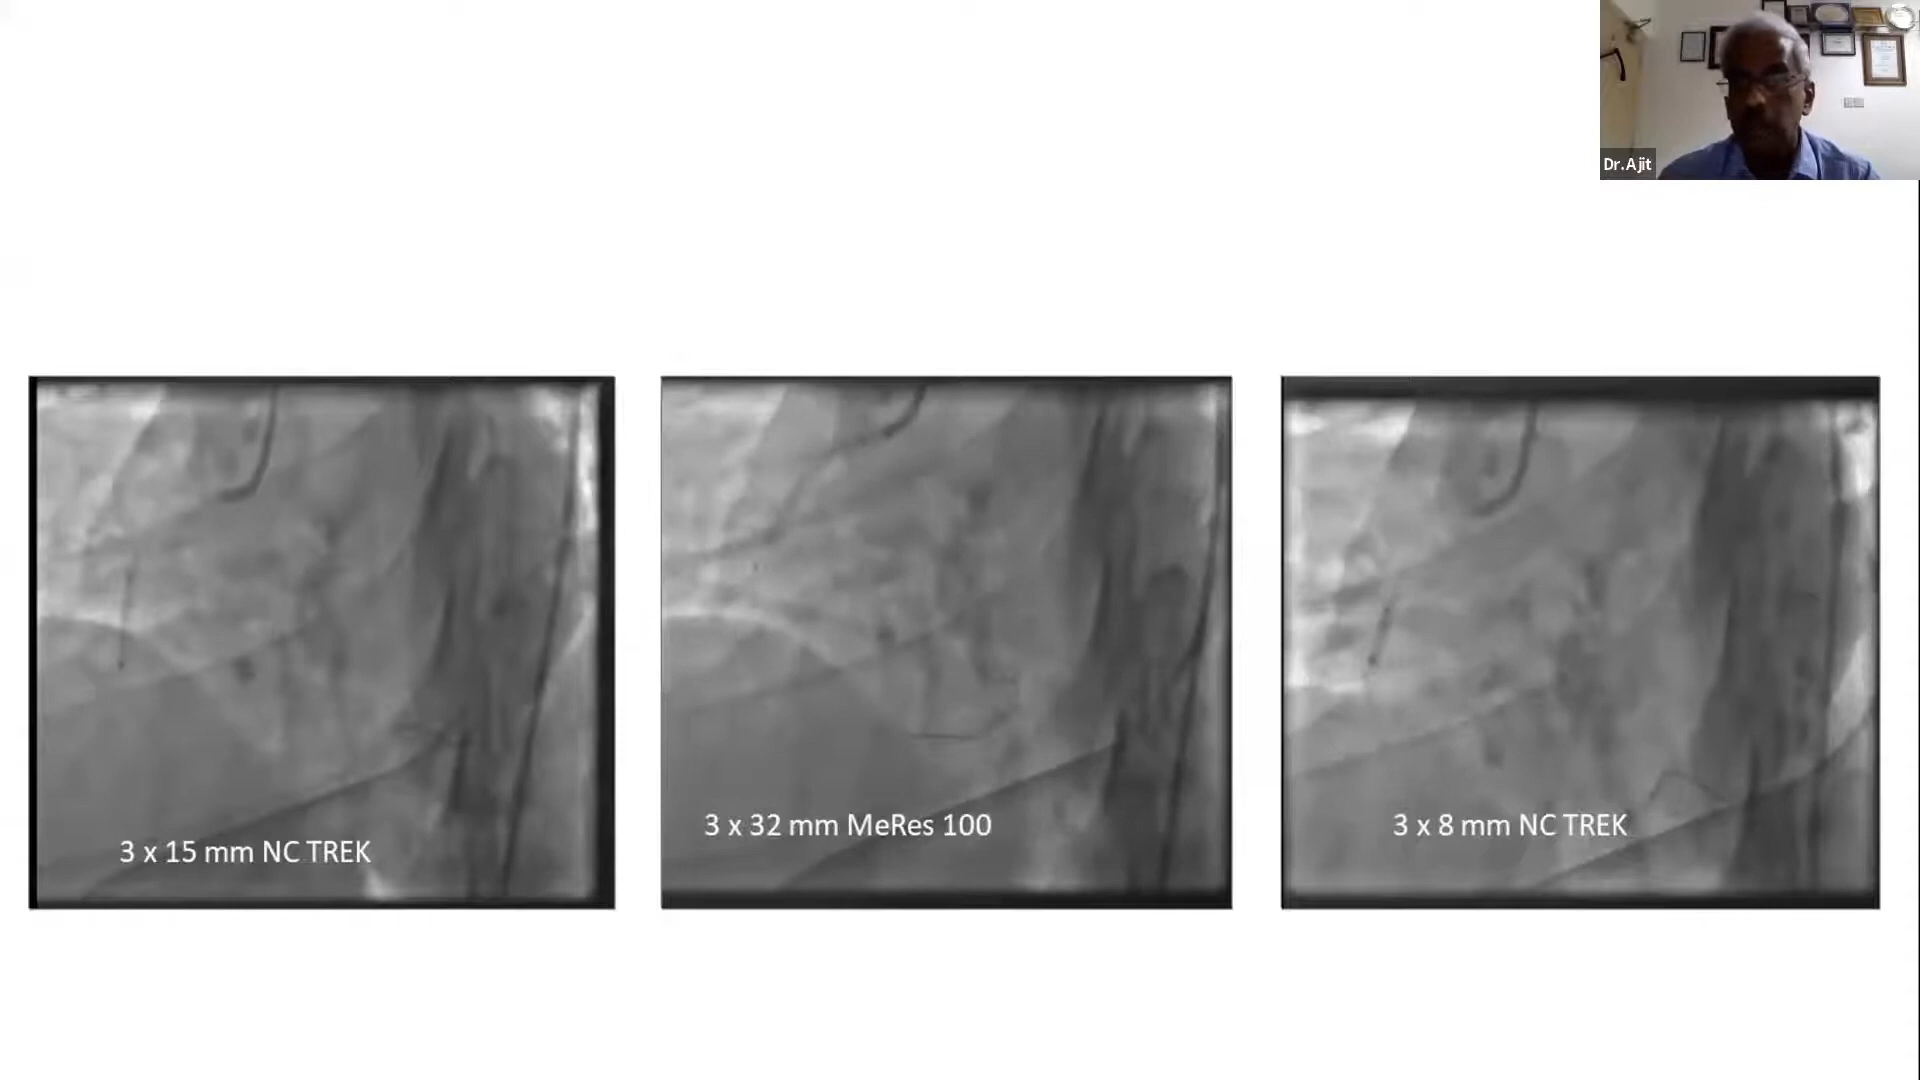 Dr.Ajit
3 x 15 mm NC TREK
3 x 32 mm MeRes 100
3 x 8 mm NC TREK